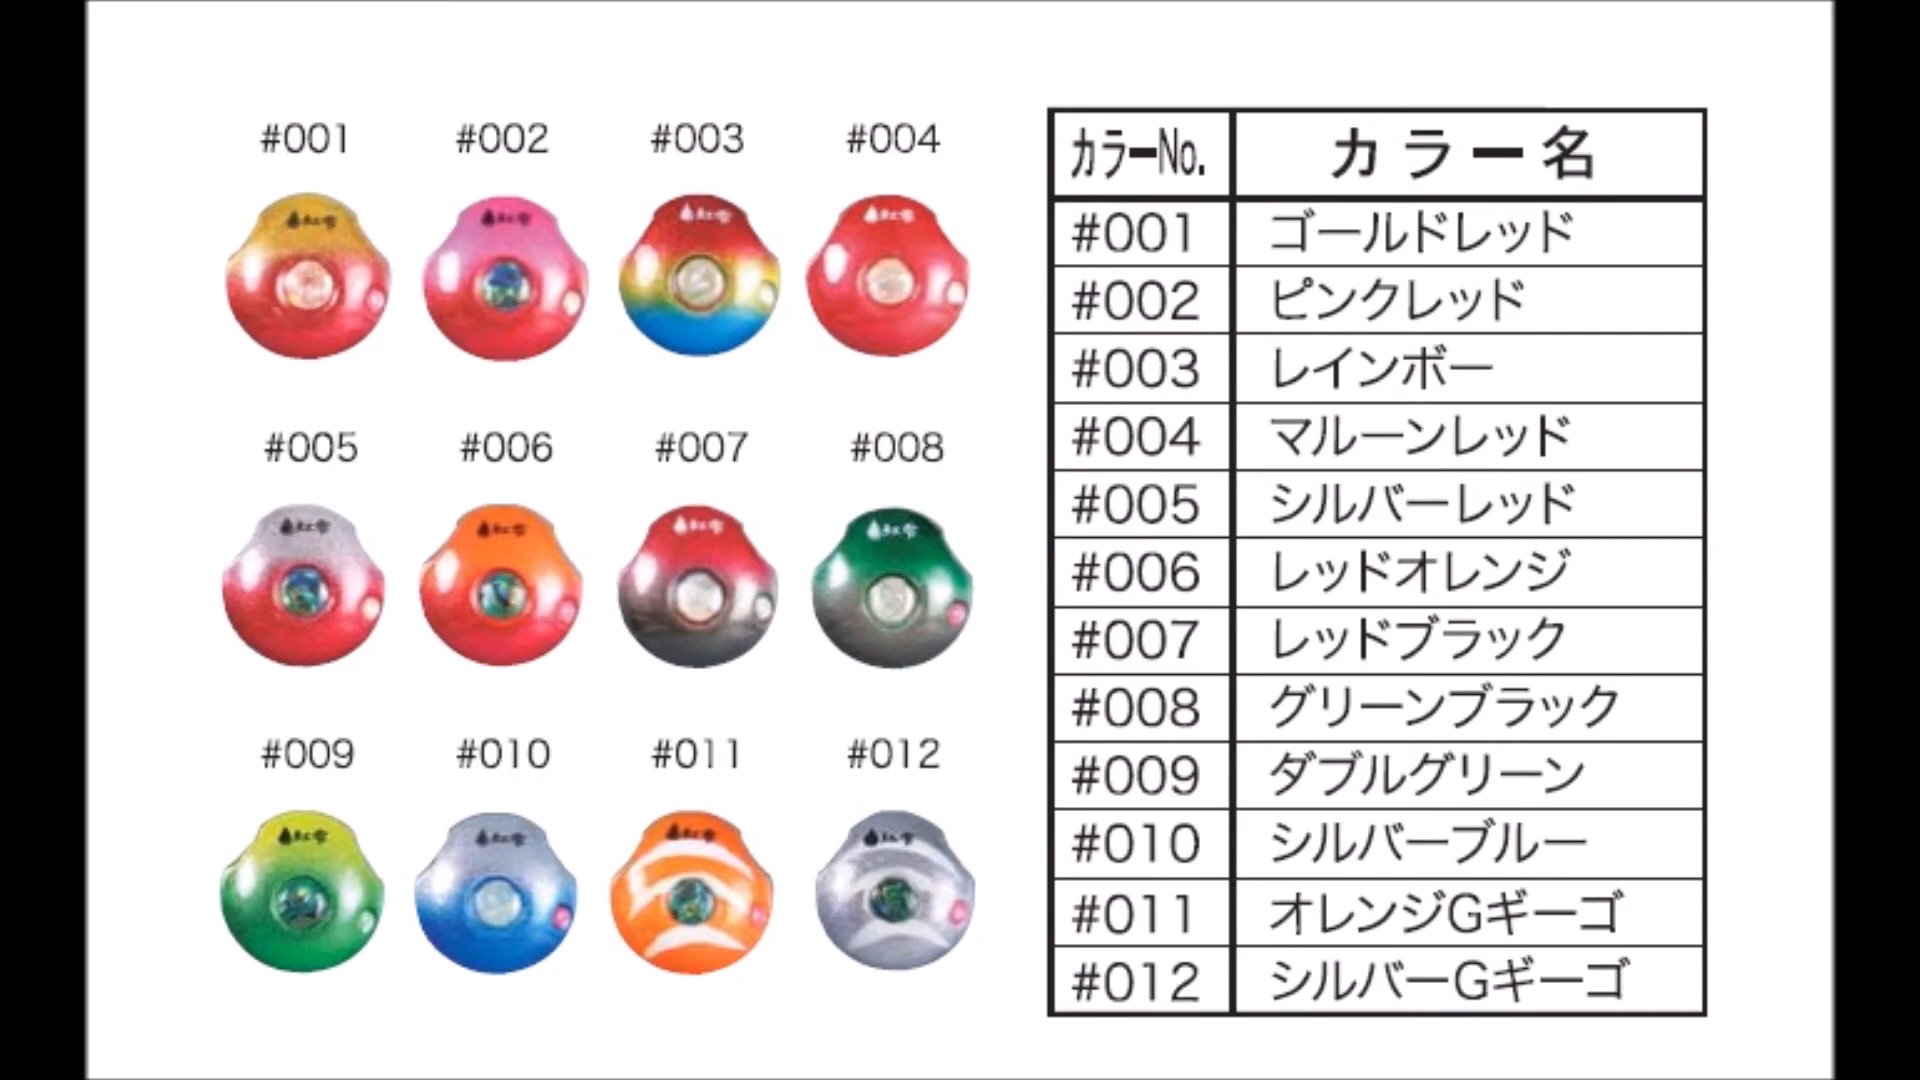 #001 #002 #003 #004
#005 #006 #007 #008
#009 #010 #011 #012
カラーNo. カラー名
#001 ゴールドレッド
#002 ピンクレッド
#003 レインボー
#004 マルーンレッド
#005 シルバーレッド
#006 レッドオレンジ
#007 レッドブラック
#008 グリーンブラック
#009 ダブルグリーン
#010 シルバーブルー
#011 オレンジGギーゴ
#012 シルバーGギーゴ